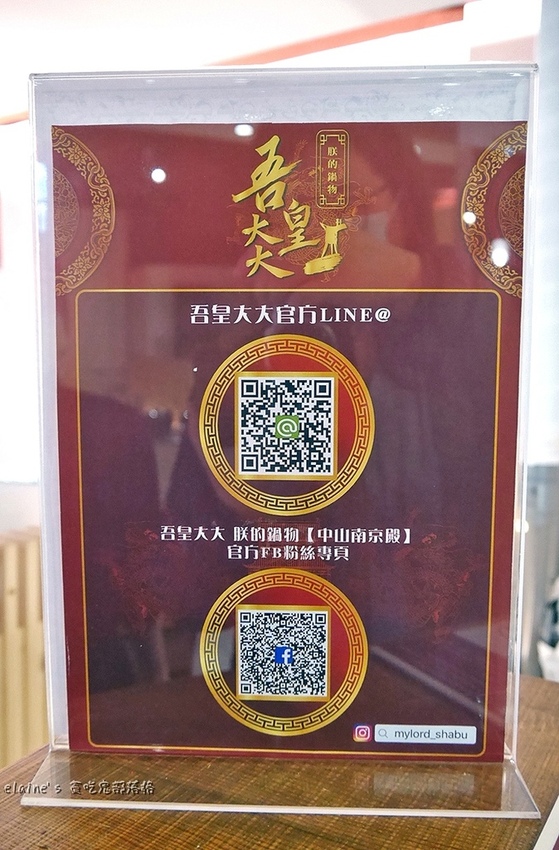 朕的鍋物
吾皇大大
吾皇大大官方LINE@
@
吾皇大大 朕的鍋物【中山南京殿】
官方FB粉絲專頁
f
mylord_shabu
elaine's 貪吃鬼部落格